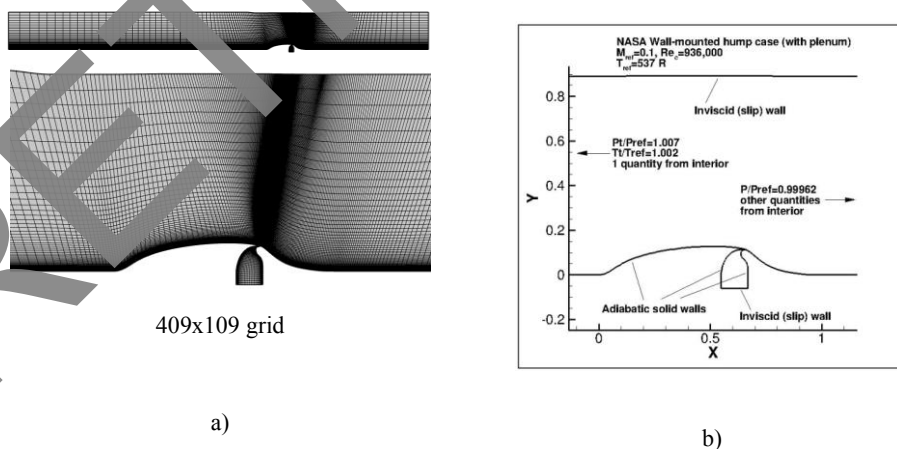 409x109 grid
a)
NASA Wall-mounted hump case (with plenum)
M_ref=0.1, Re_c=936,000
T_ref=537 R
Inviscid (slip) wall
Pt/Pref=1.007
Tt/Tref=1.002
1 quantity from interior
P/Pref=0.99962
other quantities
from interior
Adiabatic solid walls
Inviscid (slip) wall
Y
0.8
0.6
0.4
0.2
0
-0.2
0
0.5
1
X
b)